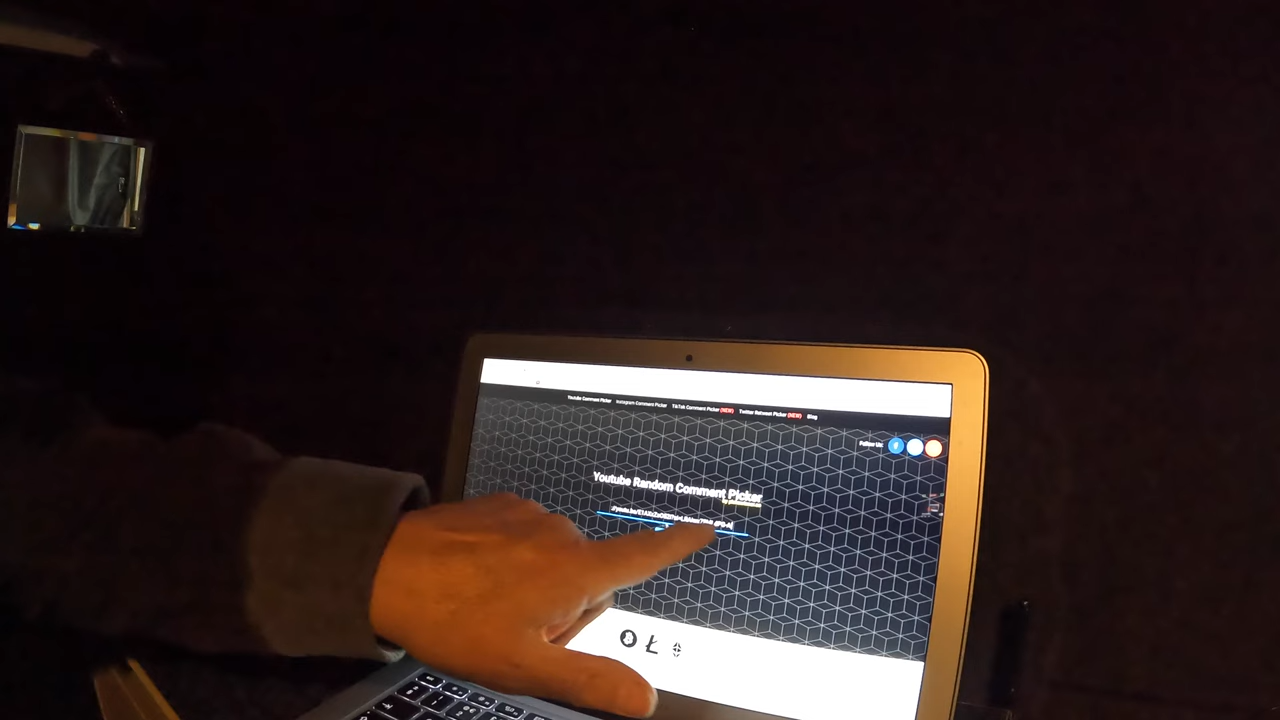 Youtube Comment Picker Instagram Comment Picker TikTok Comment Picker (NEW) Twitter Retweet Picker (NEW) Blog
Follow Us:
Youtube Random Comment Picker